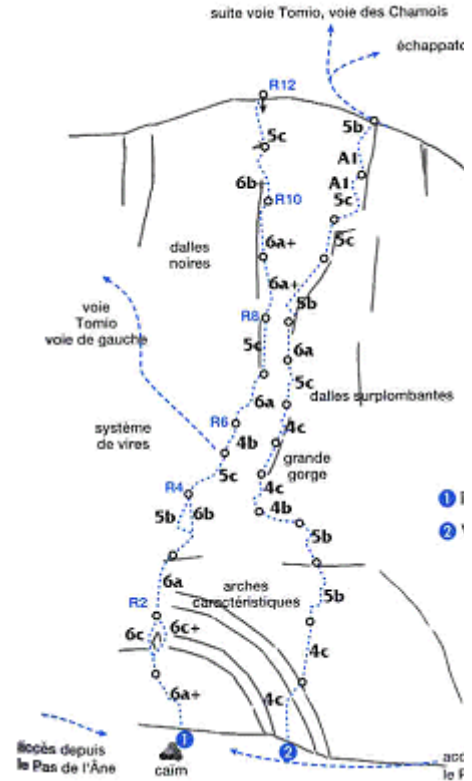 suite voie Tomio, voie des Chamois
échappato
R12
5b
5c
A1
6b
A1
R10
5c
dalles
noires
5c
6a+
6a+
5b
voie
Tomio
voie de gauche
R8
5c
6a
5c
dalles surplombantes
6a
R6
4c
système
de vires
4b
5c
grande
gorge
R4
4c
4b
1
5b
6b
5b
2
6a
arches
caractéristiques
5b
R2
6c
6c+
4c
6a+
4c
1
2
accès depuis
le Pas de l'Âne
cairn
acc